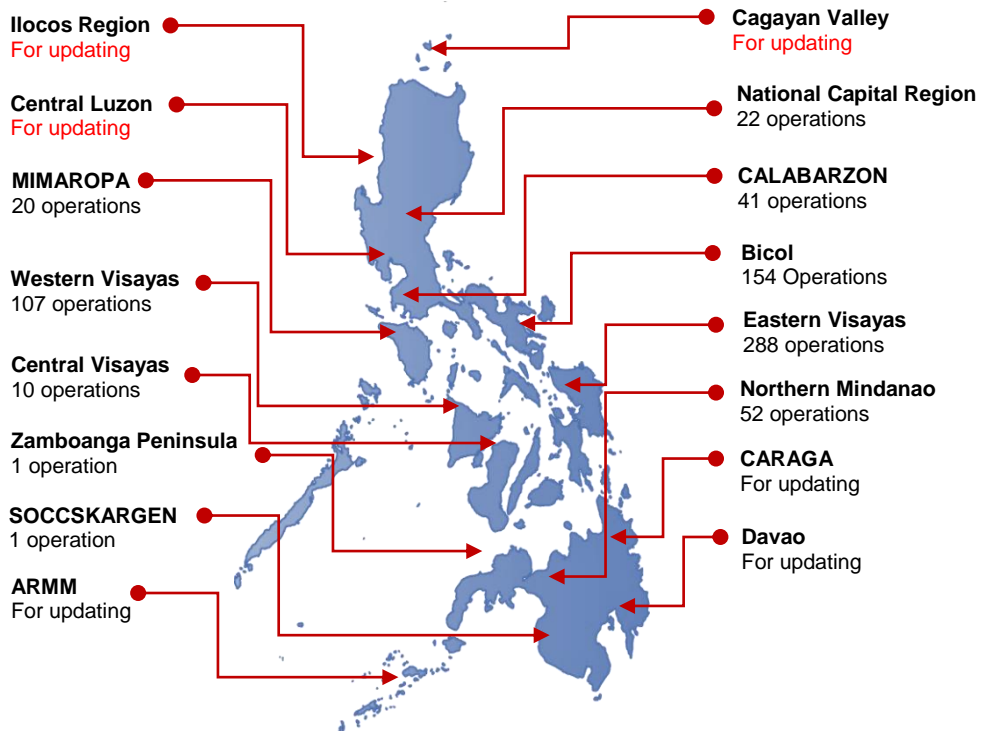 Ilocos Region
For updating
Central Luzon
For updating
MIMAROPA
20 operations
Western Visayas
107 operations
Central Visayas
10 operations
Zamboanga Peninsula
1 operation
SOCCSKARGEN
1 operation
ARMM
For updating
Cagayan Valley
For updating
National Capital Region
22 operations
CALABARZON
41 operations
Bicol
154 Operations
Eastern Visayas
288 operations
Northern Mindanao
52 operations
CARAGA
For updating
Davao
For updating